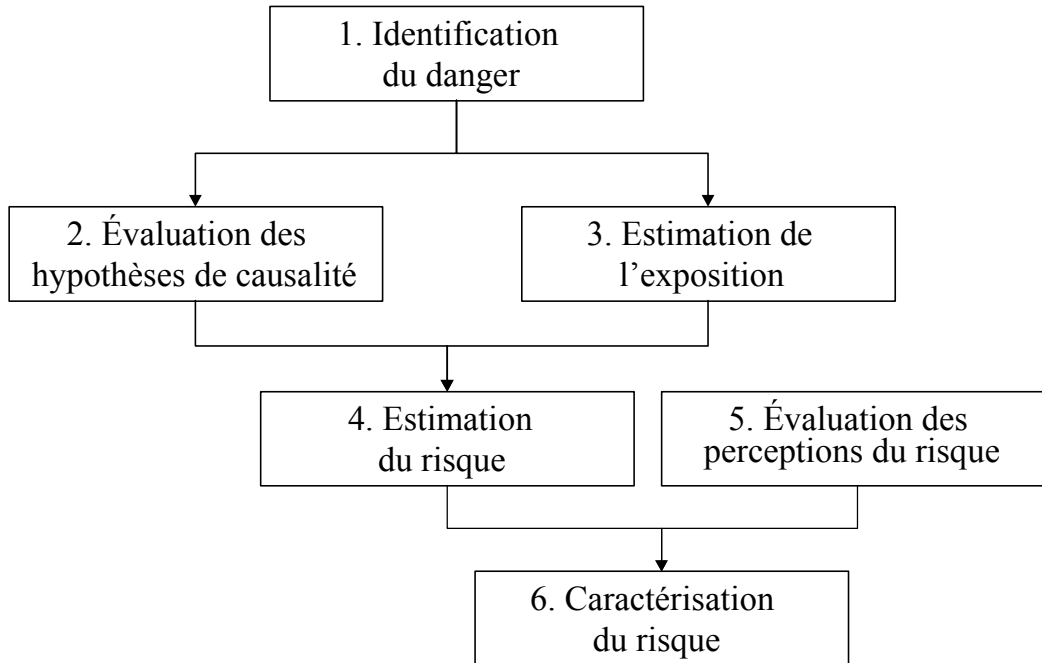 1. Identification
du danger
2. Évaluation des
hypothèses de causalité
3. Estimation de
l’exposition
4. Estimation
du risque
5. Évaluation des
perceptions du risque
6. Caractérisation
du risque